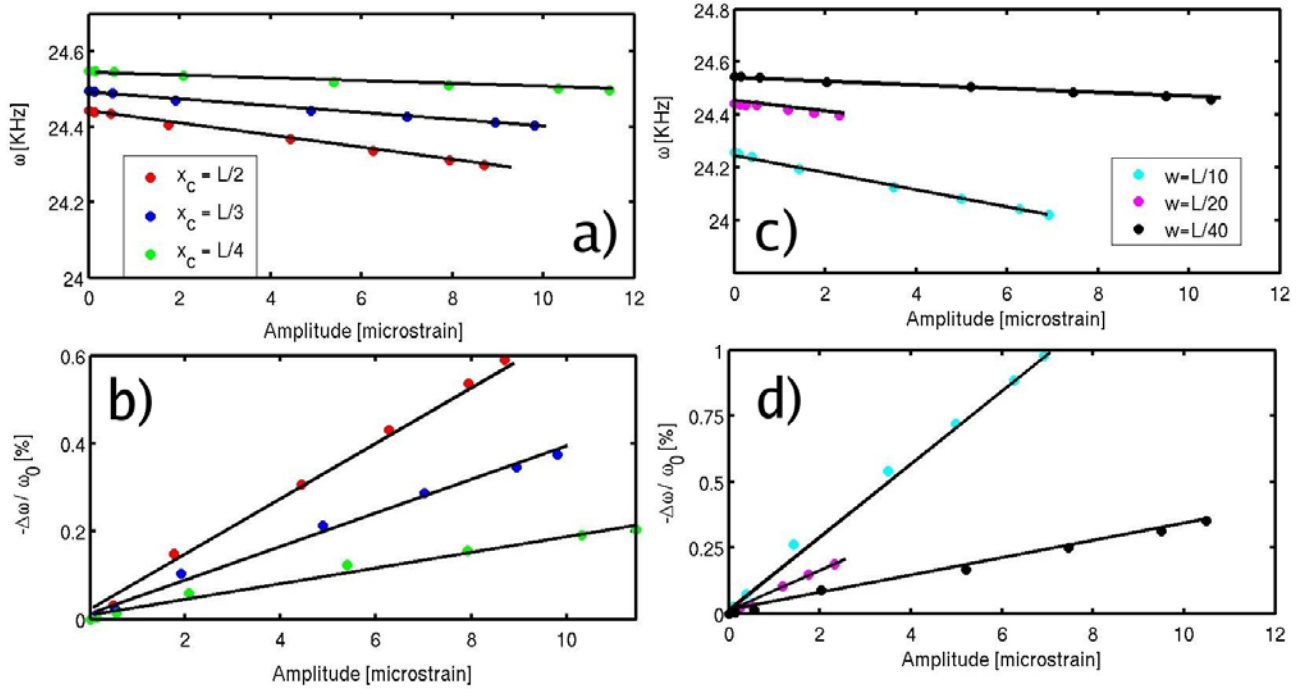 24.6
24.4
24.2
24
ω [KHz]
x_c = L/2
x_c = L/3
x_c = L/4
a)
0 2 4 6 8 10 12
Amplitude [microstrain]
24.8
24.6
24.4
24.2
24
ω [KHz]
w=L/10
w=L/20
w=L/40
c)
0 2 4 6 8 10 12
Amplitude [microstrain]
0.6
0.4
0.2
0
-Δω/ω_0 [%]
b)
0 2 4 6 8 10
Amplitude [microstrain]
1
0.75
0.5
0.25
0
-Δω/ω_0 [%]
d)
0 2 4 6 8 10 12
Amplitude [microstrain]